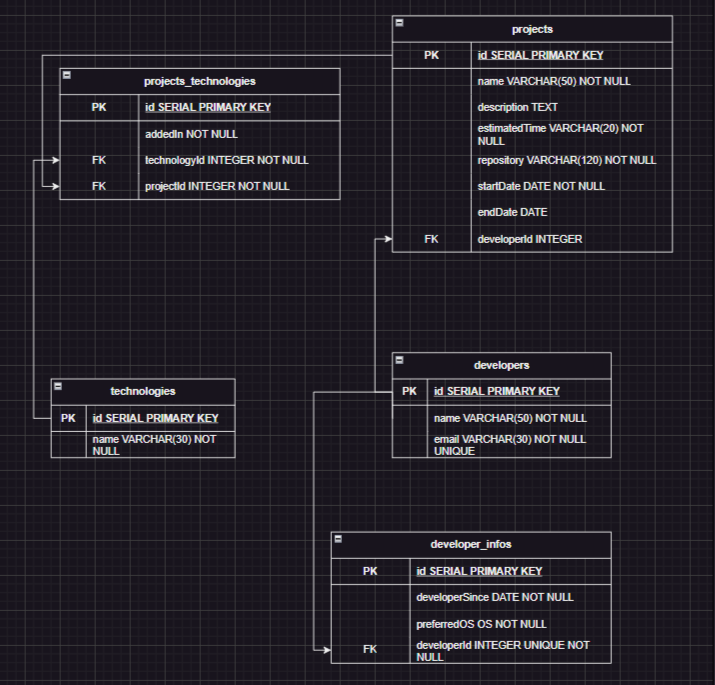 projects
PK id SERIAL PRIMARY KEY
name VARCHAR(50) NOT NULL
description TEXT
estimatedTime VARCHAR(20) NOT
NULL
repository VARCHAR(120) NOT NULL
startDate DATE NOT NULL
endDate DATE
FK developerId INTEGER
projects_technologies
PK id SERIAL PRIMARY KEY
addedIn NOT NULL
FK technologyId INTEGER NOT NULL
FK projectId INTEGER NOT NULL
technologies
PK id SERIAL PRIMARY KEY
name VARCHAR(30) NOT
NULL
developers
PK id SERIAL PRIMARY KEY
name VARCHAR(50) NOT NULL
email VARCHAR(30) NOT NULL
UNIQUE
developer_infos
PK id SERIAL PRIMARY KEY
developerSince DATE NOT NULL
preferredOS OS NOT NULL
FK developerId INTEGER UNIQUE NOT
NULL